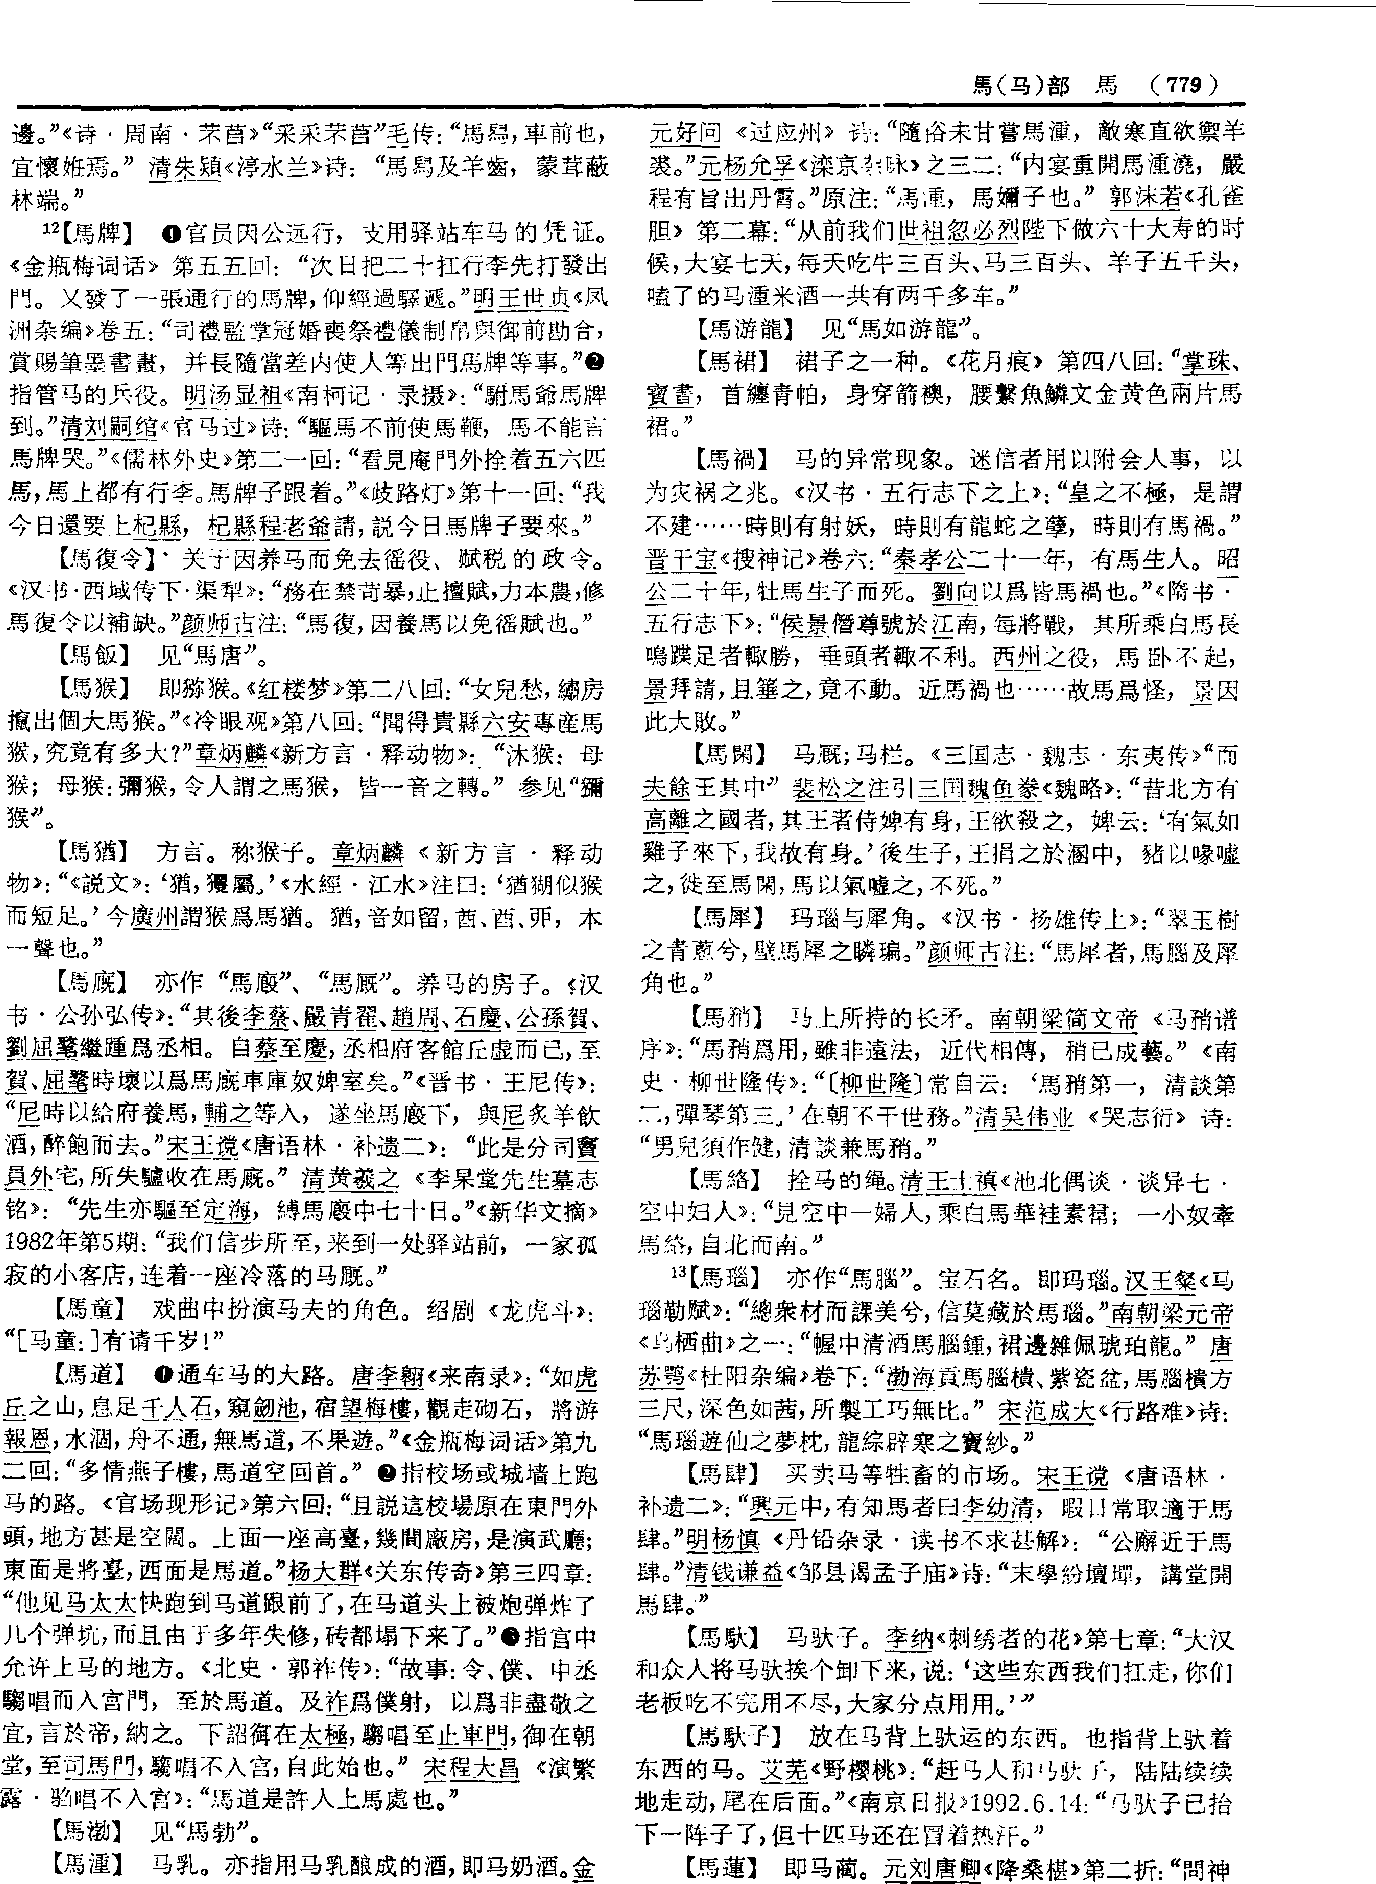 馬（马）部　馬　（779）
邊。”《诗·周南·芣苢》“采采芣苢”毛传：“馬舄，車前也，
宜懷姙焉。”清朱潁《渟水兰》诗：“馬舄及羊齒，蒙茸蔽
林端。”
¹²【馬牌】　❶官员因公远行，支用驿站车马的凭证。
《金瓶梅词话》第五五回：“次日把二十扛行李先打發出
門。又發了一張通行的馬牌，仰經過驛遞。”明王世贞《凤
洲杂编》卷五：“司禮監掌冠婚喪祭禮儀制帛與御前勘合，
賞賜筆墨書畫，并長隨當差内使人等出門馬牌等事。”❷
指管马的兵役。明汤显祖《南柯记·录摄》：“駙馬爺馬牌
到。”清刘嗣绾《官马过》诗：“驅馬不前使馬鞭，馬不能言
馬牌哭。”《儒林外史》第二一回：“看見庵門外拴着五六匹
馬，馬上都有行李。馬牌子跟着。”《歧路灯》第十一回：“我
今日還要上杞縣，杞縣程老爺請，説今日馬牌子要來。”
【馬復令】　关于因养马而免去徭役、赋税的政令。
《汉书·西域传下·渠犁》：“務在禁苛暴，止擅賦，力本農，修
馬復令以補缺。”颜师古注：“馬復，因養馬以免徭賦也。”
【馬飯】　见“馬唐”。
【馬猴】　即猕猴。《红楼梦》第二八回：“女兒愁，繡房
攛出個大馬猴。”《冷眼观》第八回：“聞得貴縣六安專産馬
猴，究竟有多大？”章炳麟《新方言·释动物》：“沐猴：母
猴；母猴：獼猴，令人謂之馬猴，皆一音之轉。”参见“獼
猴”。
【馬猶】　方言。称猴子。章炳麟《新方言·释动
物》：“《説文》：‘猶，玃屬。’《水經·江水》注曰：‘猶猢似猴
而短足。’今廣州謂猴爲馬猶。猶，音如留，酋、酉、丣，本
一聲也。”
【馬廐】　亦作“馬廏”、“馬厩”。养马的房子。《汉
书·公孙弘传》：“其後李蔡、嚴青翟、趙周、石慶、公孫賀、
劉屈氂繼踵爲丞相。自蔡至慶，丞相府客館丘虚而已，至
賀、屈氂時壞以爲馬廐車庫奴婢室矣。”《晋书·王尼传》：
“尼時以給府養馬，輔之等入，遂坐馬廏下，與尼炙羊飲
酒，醉飽而去。”宋王谠《唐语林·补遗二》：“此是分司竇
員外宅，所失驢收在馬廐。”清黄羲之《李杲堂先生墓志
铭》：“先生亦驅至定海，縛馬廏中七十日。”《新华文摘》
1982年第5期：“我们信步所至，来到一处驿站前，一家孤
寂的小客店，连着一座冷落的马厩。”
【馬童】　戏曲中扮演马夫的角色。绍剧《龙虎斗》：
“［马童：］有请千岁！”
【馬道】　❶通车马的大路。唐李翱《来南录》：“如虎
丘之山，息足千人石，窺劒池，宿望梅樓，觀走砌石，將游
報恩，水涸，舟不通，無馬道，不果遊。”《金瓶梅词话》第九
二回：“多情燕子樓，馬道空回首。”❷指校场或城墙上跑
马的路。《官场现形记》第六回：“且説這校場原在東門外
頭，地方甚是空闊。上面一座高臺，幾間廠房，是演武廳；
東面是將臺，西面是馬道。”杨大群《关东传奇》第三四章：
“他见马太太快跑到马道跟前了，在马道头上被炮弹炸了
几个弹坑，而且由于多年失修，砖都塌下来了。”❸指宫中
允许上马的地方。《北史·郭祚传》：“故事：令、僕、中丞
騶唱而入宫門，至於馬道。及祚爲僕射，以爲非盡敬之
宜，言於帝，納之。下詔御在太極，騶唱至止車門，御在朝
堂，至司馬門，騶唱不入宫，自此始也。”宋程大昌《演繁
露·驺唱不入宫》：“馬道是許人上馬處也。”
【馬渤】　见“馬勃”。
【馬湩】　马乳。亦指用马乳酿成的酒，即马奶酒。金
元好问《过应州》诗：“隨俗未甘嘗馬湩，敵寒直欲禦羊
裘。”元杨允孚《滦京杂咏》之三二：“内宴重開馬湩澆，嚴
程有旨出丹霄。”原注：“馬湩，馬嬭子也。”郭沫若《孔雀
胆》第二幕：“从前我们世祖忽必烈陛下做六十大寿的时
候，大宴七天，每天吃牛三百头、马三百头、羊子五千头，
嗑了的马湩米酒一共有两千多车。”
【馬游龍】　见“馬如游龍”。
【馬裙】　裙子之一种。《花月痕》第四八回：“掌珠、
寶書，首纏青帕，身穿箭襖，腰繫魚鱗文金黄色兩片馬
裙。”
【馬禍】　马的异常现象。迷信者用以附会人事，以
为灾祸之兆。《汉书·五行志下之上》：“皇之不極，是謂
不建……時則有射妖，時則有龍蛇之孽，時則有馬禍。”
晋干宝《搜神记》卷六：“秦孝公二十一年，有馬生人。昭
公二十年，牡馬生子而死。劉向以爲皆馬禍也。”《隋书·
五行志下》：“侯景僭尊號於江南，每將戰，其所乘白馬長
鳴蹀足者輙勝，垂頭者輙不利。西州之役，馬卧不起，
景拜請，且箠之，竟不動。近馬禍也……故馬爲怪，景因
此大敗。”
【馬閑】　马厩；马栏。《三国志·魏志·东夷传》“而
夫餘王其中”裴松之注引三国魏鱼豢《魏略》：“昔北方有
高離之國者，其王者侍婢有身，王欲殺之，婢云：‘有氣如
雞子來下，我故有身。’後生子，王捐之於溷中，豬以喙噓
之，徙至馬閑，馬以氣噓之，不死。”
【馬犀】　玛瑙与犀角。《汉书·扬雄传上》：“翠玉樹
之青葱兮，壁馬犀之瞵㻞。”颜师古注：“馬犀者，馬腦及犀
角也。”
【馬矟】　马上所持的长矛。南朝梁简文帝《马矟谱
序》：“馬矟爲用，雖非遠法，近代相傳，矟已成藝。”《南
史·柳世隆传》：“［柳世隆］常自云：‘馬矟第一，清談第
二，彈琴第三。’在朝不干世務。”清吴伟业《哭志衍》诗：
“男兒須作健，清談兼馬矟。”
【馬絡】　拴马的绳。清王士禛《池北偶谈·谈异七·
空中妇人》：“見空中一婦人，乘白馬華袿素帬；一小奴牽
馬絡，自北而南。”
¹³【馬瑙】　亦作“馬腦”。宝石名。即玛瑙。汉王粲《马
瑙勒赋》：“總衆材而課美兮，信莫臧於馬瑙。”南朝梁元帝
《乌栖曲》之一：“幄中清酒馬腦鍾，裙邊雜佩琥珀龍。”唐
苏鹗《杜阳杂编》卷下：“渤海貢馬腦樻、紫瓷盆，馬腦樻方
三尺，深色如茜，所製工巧無比。”宋范成大《行路难》诗：
“馬瑙遊仙之夢枕，龍綜辟寒之寶紗。”
【馬肆】　买卖马等牲畜的市场。宋王谠《唐语林·
补遗二》：“興元中，有知馬者曰李幼清，暇日常取適于馬
肆。”明杨慎《丹铅杂录·读书不求甚解》：“公廨近于馬
肆。”清钱谦益《邹县谒孟子庙》诗：“末學紛壇墠，講堂開
馬肆。”
【馬馱】　马驮子。李纳《刺绣者的花》第七章：“大汉
和众人将马驮挨个卸下来，说：‘这些东西我们扛走，你们
老板吃不完用不尽，大家分点用用。’”
【馬馱子】　放在马背上驮运的东西。也指背上驮着
东西的马。艾芜《野樱桃》：“赶马人和马驮子，陆陆续续
地走动，尾在后面。”《南京日报》1992.6.14：“马驮子已抬
下一阵子了，但十匹马还在冒着热汗。”
【馬蓮】　即马蔺。元刘唐卿《降桑椹》第二折：“問神